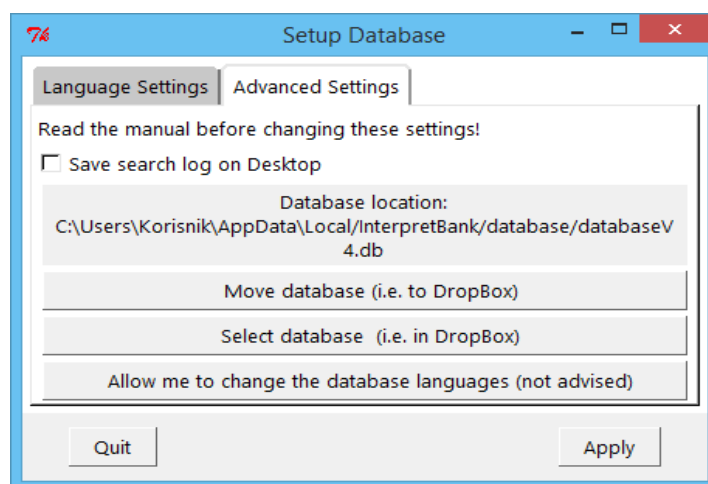 Setup Database
Language Settings
Advanced Settings
Read the manual before changing these settings!
Save search log on Desktop
Database location:
C:\Users\Korisnik\AppData\Local/InterpretBank/database/databaseV
4.db
Move database (i.e. to DropBox)
Select database  (i.e. in DropBox)
Allow me to change the database languages (not advised)
Quit
Apply